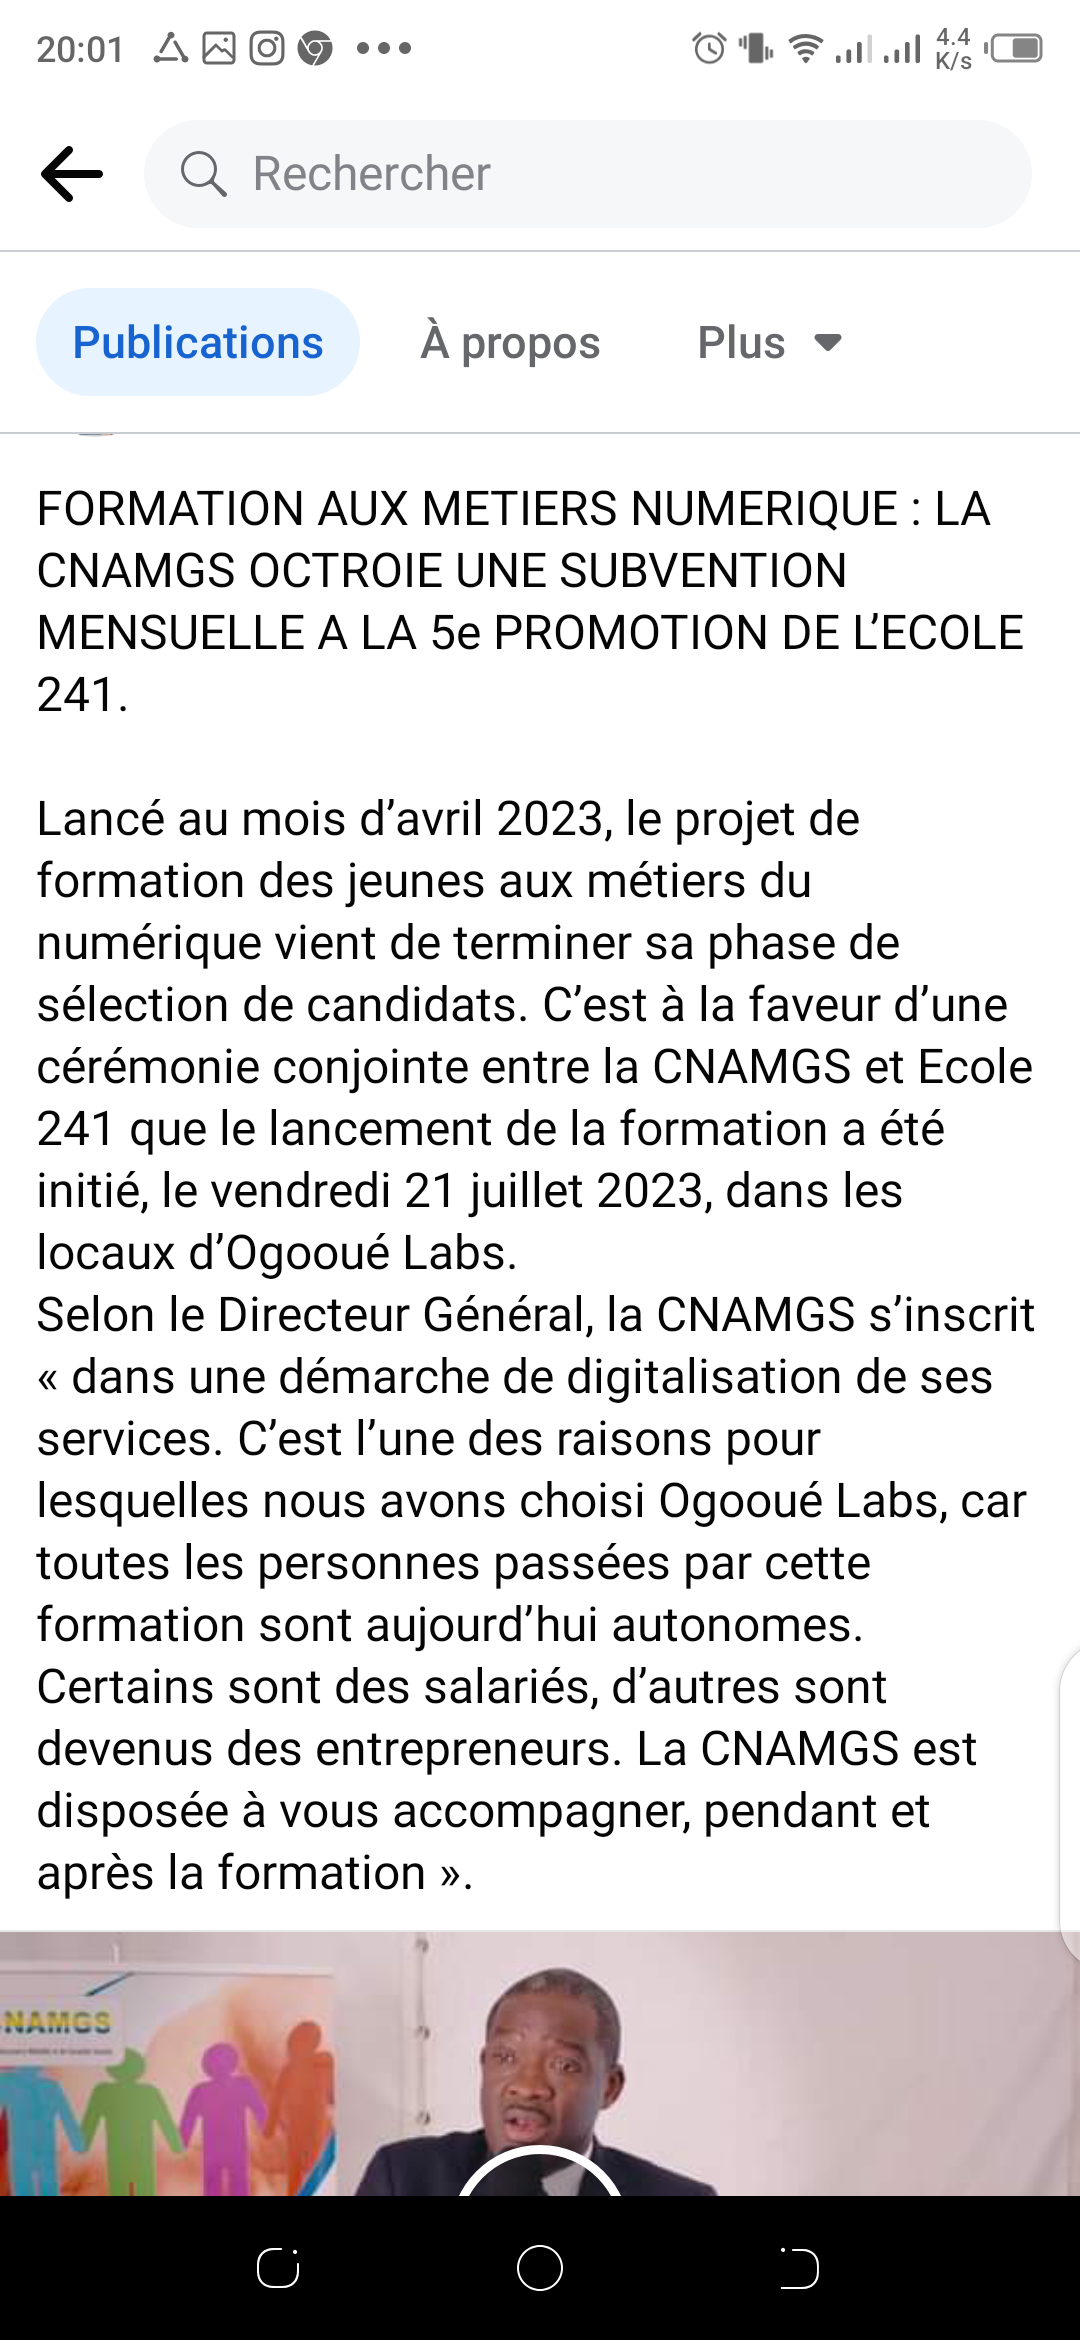 20:01
4.4
K/s
Rechercher
Publications
À propos
Plus
FORMATION AUX METIERS NUMERIQUE : LA
CNAMGS OCTROIE UNE SUBVENTION
MENSUELLE A LA 5e PROMOTION DE L’ECOLE
241.
Lancé au mois d’avril 2023, le projet de
formation des jeunes aux métiers du
numérique vient de terminer sa phase de
sélection de candidats. C’est à la faveur d’une
cérémonie conjointe entre la CNAMGS et Ecole
241 que le lancement de la formation a été
initié, le vendredi 21 juillet 2023, dans les
locaux d’Ogooué Labs.
Selon le Directeur Général, la CNAMGS s’inscrit
« dans une démarche de digitalisation de ses
services. C’est l’une des raisons pour
lesquelles nous avons choisi Ogooué Labs, car
toutes les personnes passées par cette
formation sont aujourd’hui autonomes.
Certains sont des salariés, d’autres sont
devenus des entrepreneurs. La CNAMGS est
disposée à vous accompagner, pendant et
après la formation ».
NAMGS